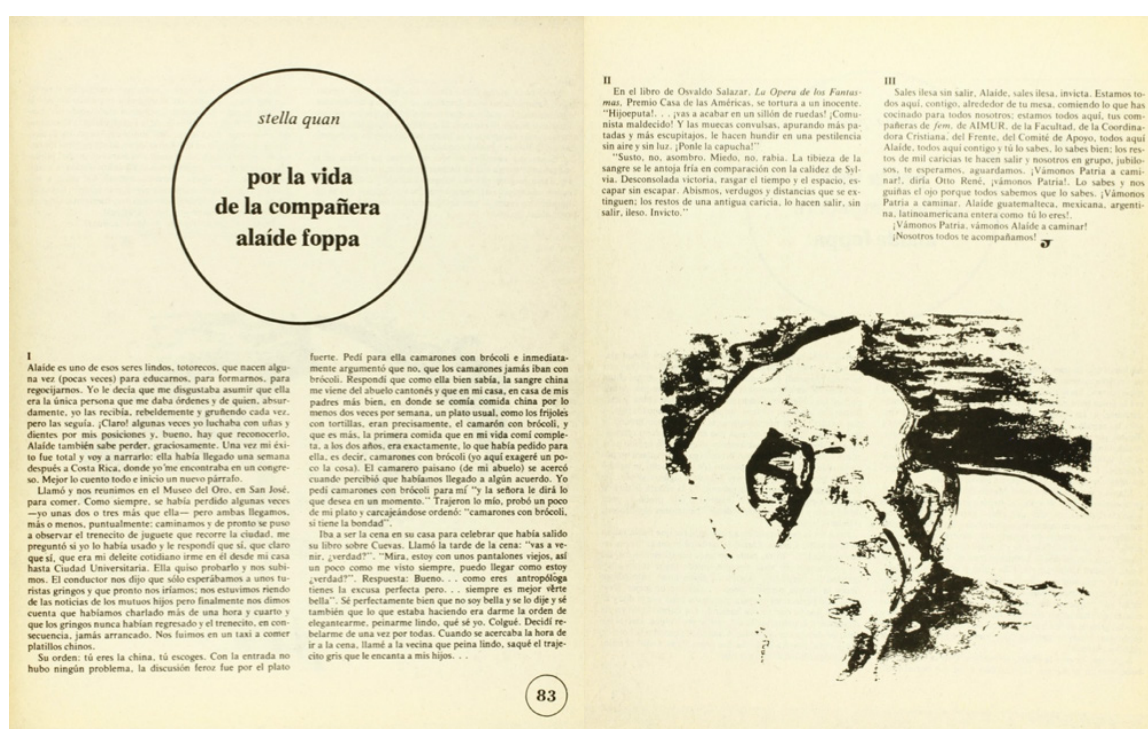 stella quan
por la vida
de la compañera
alaíde foppa
I
Alaíde es uno de esos seres lindos, totorecos, que nacen algu-
na vez (pocas veces) para educarnos, para formarnos, para
regocijarnos. Yo le decía que me disgustaba asumir que ella
era la única persona que me daba órdenes y de quien, absur-
damente, yo las recibía, rebeldemente y gruñendo cada vez,
pero las seguía. ¡Claro! algunas veces yo luchaba con uñas y
dientes por mis posiciones y, bueno, hay que reconocerlo,
Alaíde también sabe perder, graciosamente. Una vez mi éxi-
to fue total y voy a narrarlo: ella había llegado una semana
después a Costa Rica, donde yo me encontraba en un congre-
so. Mejor lo cuento todo e inicio un nuevo párrafo.
Llamó y nos reunimos en el Museo del Oro, en San José,
para comer. Como siempre, se había perdido algunas veces
—yo unas dos o tres más que ella— pero ambas llegamos,
más o menos, puntualmente: caminamos y de pronto se puso
a observar el trenecito de juguete que recorre la ciudad, me
preguntó si yo lo había usado y le respondí que sí, que claro
que sí, que era mi deleite cotidiano irme en él desde mi casa
hasta Ciudad Universitaria. Ella quiso probarlo y nos subi-
mos. El conductor nos dijo que sólo esperábamos a unos tu-
ristas gringos y que pronto nos iríamos; nos estuvimos riendo
de las noticias de los mutuos hijos pero finalmente nos dimos
cuenta que habíamos charlado más de una hora y cuarto y
que los gringos nunca habían regresado y el trenecito, en con-
secuencia, jamás arrancado. Nos fuimos en un taxi a comer
platillos chinos.
Su orden: tú eres la china, tú escoges. Con la entrada no
hubo ningún problema, la discusión feroz fue por el plato
fuerte. Pedí para ella camarones con brócoli e inmediata-
mente argumentó que no, que los camarones jamás iban con
brócoli. Respondí que como ella bien sabía, la sangre china
me viene del abuelo cantonés y que en mi casa, en casa de mis
padres más bien, en donde se comía comida china por lo
menos dos veces por semana, un plato usual, como los frijoles
con tortillas, eran precisamente, el camarón con brócoli, y
que es más, la primera comida que en mi vida comí comple-
ta, a los dos años, era exactamente, lo que había pedido para
ella, es decir, camarones con brócoli (yo aquí exageré un po-
co la cosa). El camarero paisano (de mi abuelo) se acercó
cuando percibió que habíamos llegado a algún acuerdo. Yo
pedí camarones con brócoli para mí "y la señora le dirá lo
que desea en un momento." Trajeron lo mío, probó un poco
de mi plato y carcajeándose ordenó: "camarones con brócoli,
si tiene la bondad".
Iba a ser la cena en su casa para celebrar que había salido
su libro sobre Cuevas. Llamó la tarde de la cena: "vas a ve-
nir, ¿verdad?". "Mira, estoy con unos pantalones viejos, así
un poco como me visto siempre, puedo llegar como estoy
¿verdad?". Respuesta: Bueno. . . como eres antropóloga
tienes la excusa perfecta pero. . . siempre es mejor vérte
bella". Sé perfectamente bien que no soy bella y se lo dije y sé
también que lo que estaba haciendo era darme la orden de
elegantearme, peinarme lindo, qué sé yo. Colgué. Decidí re-
belarme de una vez por todas. Cuando se acercaba la hora de
ir a la cena, llamé a la vecina que peina lindo, saqué el traje-
cito gris que le encanta a mis hijos. . .
83
II
En el libro de Osvaldo Salazar, La Opera de los Fantas-
mas, Premio Casa de las Américas, se tortura a un inocente.
"Hijoeputa!. . . ¡vas a acabar en un sillón de ruedas! ¡Comu-
nista maldecido! Y las muecas convulsas, apurando más pa-
tadas y más escupitajos, le hacen hundir en una pestilencia
sin aire y sin luz. ¡Ponle la capucha!"
"Susto, no, asombro. Miedo, no, rabia. La tibieza de la
sangre se le antoja fría en comparación con la calidez de Syl-
via. Desconsolada victoria, rasgar el tiempo y el espacio, es-
capar sin escapar. Abismos, verdugos y distancias que se ex-
tinguen; los restos de una antigua caricia, lo hacen salir, sin
salir, ileso. Invicto."
III
Sales ilesa sin salir, Alaíde, sales ilesa, invicta. Estamos to-
dos aquí, contigo, alrededor de tu mesa, comiendo lo que has
cocinado para todos nosotros; estamos todos aquí, tus com-
pañeras de fem, de AIMUR, de la Facultad, de la Coordina-
dora Cristiana, del Frente, del Comité de Apoyo, todos aquí
Alaíde, todos aquí contigo y tú lo sabes, lo sabes bien; los res-
tos de mil caricias te hacen salir y nosotros en grupo, jubilo-
sos, te esperamos, aguardamos. ¡Vámonos Patria a cami-
nar!, diría Otto René, ¡vámonos Patria!. Lo sabes y nos
guiñas el ojo porque todos sabemos que lo sabes. ¡Vámonos
Patria a caminar. Alaíde guatemalteca, mexicana, argenti-
na, latinoamericana entera como tú lo eres!.
¡Vámonos Patria, vámonos Alaíde a caminar!
¡Nosotros todos te acompañamos!